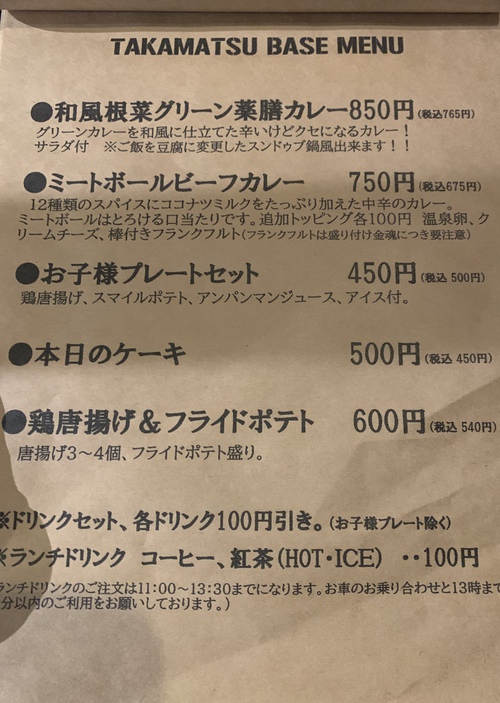 TAKAMATSU BASE MENU
●和風根菜グリーン薬膳カレー850円(税込765円)
グリーンカレーを和風に仕立てた辛いけどクセになるカレー！
サラダ付 ※ご飯を豆腐に変更したスンドゥブ鍋風出来ます！！
●ミートボールビーフカレー 750円(税込675円)
12種類のスパイスにココナツミルクをたっぷり加えた中辛のカレー。
ミートボールはとろける口当たりです。追加トッピング各100円 温泉卵、ク
リームチーズ、棒付きフランクフルト(フランクフルトは盛り付け金魂につき要注意)
●お子様プレートセット 450円(税込 500円)
鶏唐揚げ、スマイルポテト、アンパンマンジュース、アイス付。
●本日のケーキ 500円(税込 450円)
●鶏唐揚げ＆フライドポテト 600円(税込 540円)
唐揚げ3～4個、フライドポテト盛り。
※ドリンクセット、各ドリンク100円引き。(お子様プレート除く)
※ランチドリンク コーヒー、紅茶(HOT・ICE) ・・100円
ランチドリンクのご注文は11：00～13：30までになります。お車のお乗り合わせと13時まで
分以内のご利用をお願いしております。)